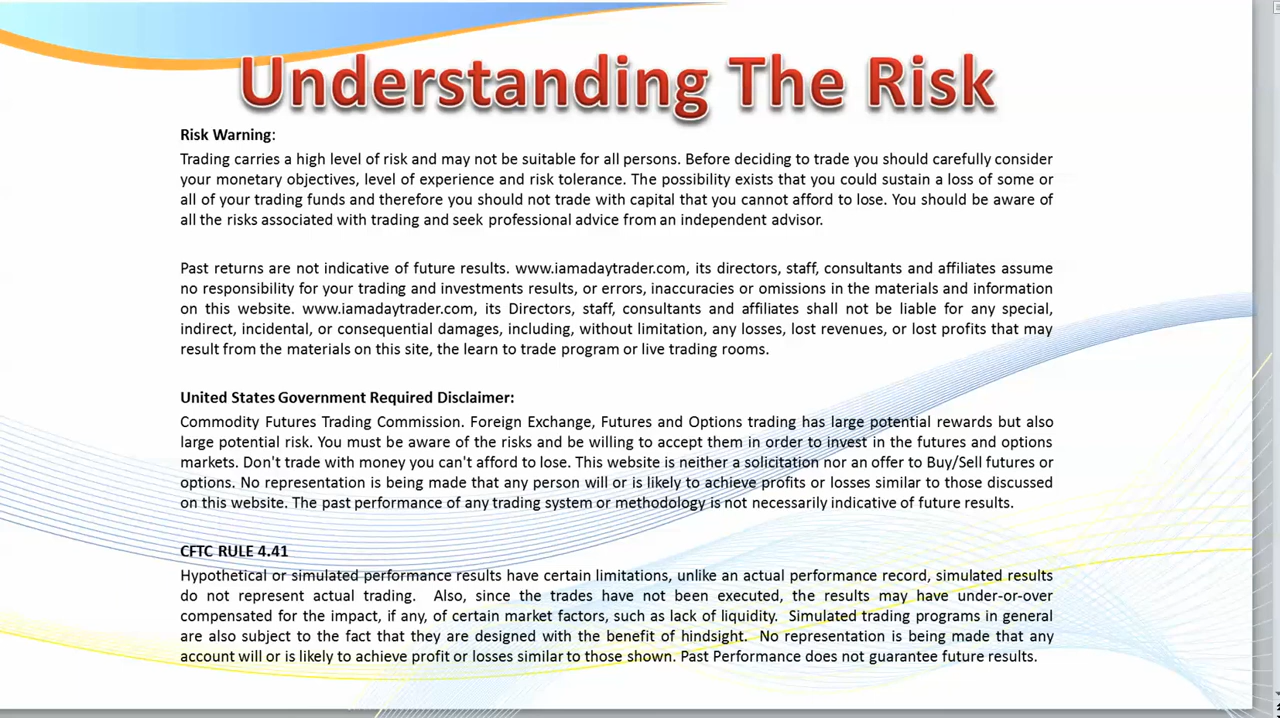 Understanding The Risk
Risk Warning:
Trading carries a high level of risk and may not be suitable for all persons. Before deciding to trade you should carefully consider
your monetary objectives, level of experience and risk tolerance. The possibility exists that you could sustain a loss of some or
all of your trading funds and therefore you should not trade with capital that you cannot afford to lose. You should be aware of
all the risks associated with trading and seek professional advice from an independent advisor.
Past returns are not indicative of future results. www.iamadaytrader.com, its directors, staff, consultants and affiliates assume
no responsibility for your trading and investments results, or errors, inaccuracies or omissions in the materials and information
on this website. www.iamadaytrader.com, its Directors, staff, consultants and affiliates shall not be liable for any special,
indirect, incidental, or consequential damages, including, without limitation, any losses, lost revenues, or lost profits that may
result from the materials on this site, the learn to trade program or live trading rooms.
United States Government Required Disclaimer:
Commodity Futures Trading Commission. Foreign Exchange, Futures and Options trading has large potential rewards but also
large potential risk. You must be aware of the risks and be willing to accept them in order to invest in the futures and options
markets. Don't trade with money you can't afford to lose. This website is neither a solicitation nor an offer to Buy/Sell futures or
options. No representation is being made that any person will or is likely to achieve profits or losses similar to those discussed
on this website. The past performance of any trading system or methodology is not necessarily indicative of future results.
CFTC RULE 4.41
Hypothetical or simulated performance results have certain limitations, unlike an actual performance record, simulated results
do not represent actual trading.  Also, since the trades have not been executed, the results may have under-or-over
compensated for the impact, if any, of certain market factors, such as lack of liquidity.  Simulated trading programs in general
are also subject to the fact that they are designed with the benefit of hindsight.  No representation is being made that any
account will or is likely to achieve profit or losses similar to those shown. Past Performance does not guarantee future results.